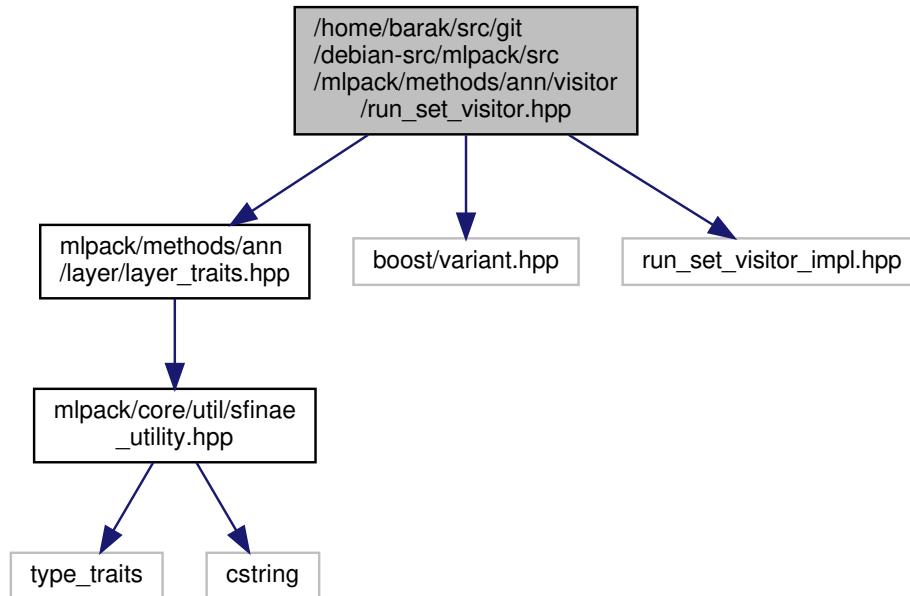 /home/barak/src/git
/debian-src/mlpack/src
/mlpack/methods/ann/visitor
/run_set_visitor.hpp
mlpack/methods/ann
/layer/layer_traits.hpp
boost/variant.hpp
run_set_visitor_impl.hpp
mlpack/core/util/sfinae
_utility.hpp
type_traits
cstring